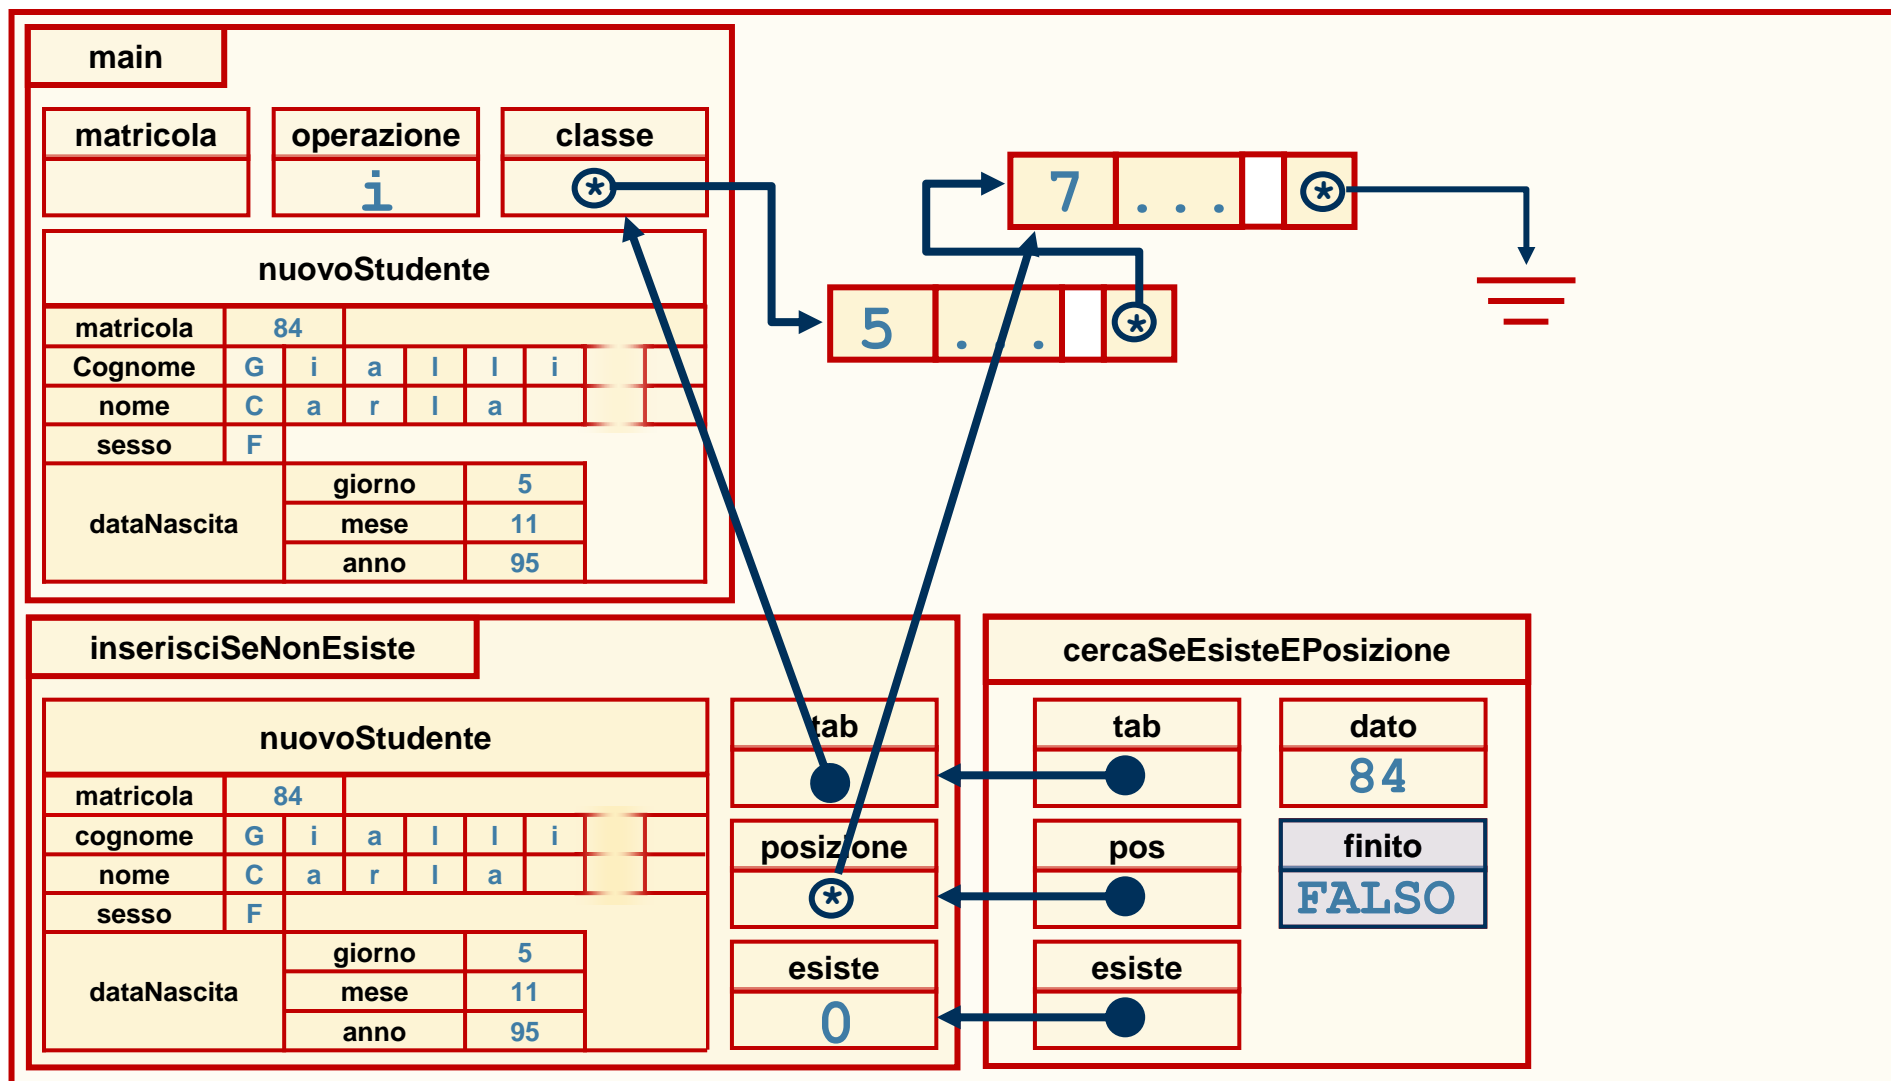 main
matricola operazione classe
i *
7 . . . *
nuovoStudente
5 . . . *
matricola 84
Cognome G i a l l i
nome C a r l a
sesso F
dataNascita
giorno 5
mese 11
anno 95
inserisciSeNonEsiste
nuovoStudente
matricola 84
cognome G i a l l i
nome C a r l a
sesso F
dataNascita
giorno 5
mese 11
anno 95
tab
posizione
*
esiste
0
cercaSeEsisteEPosizione
tab dato
84
pos finito
FALSO
esiste